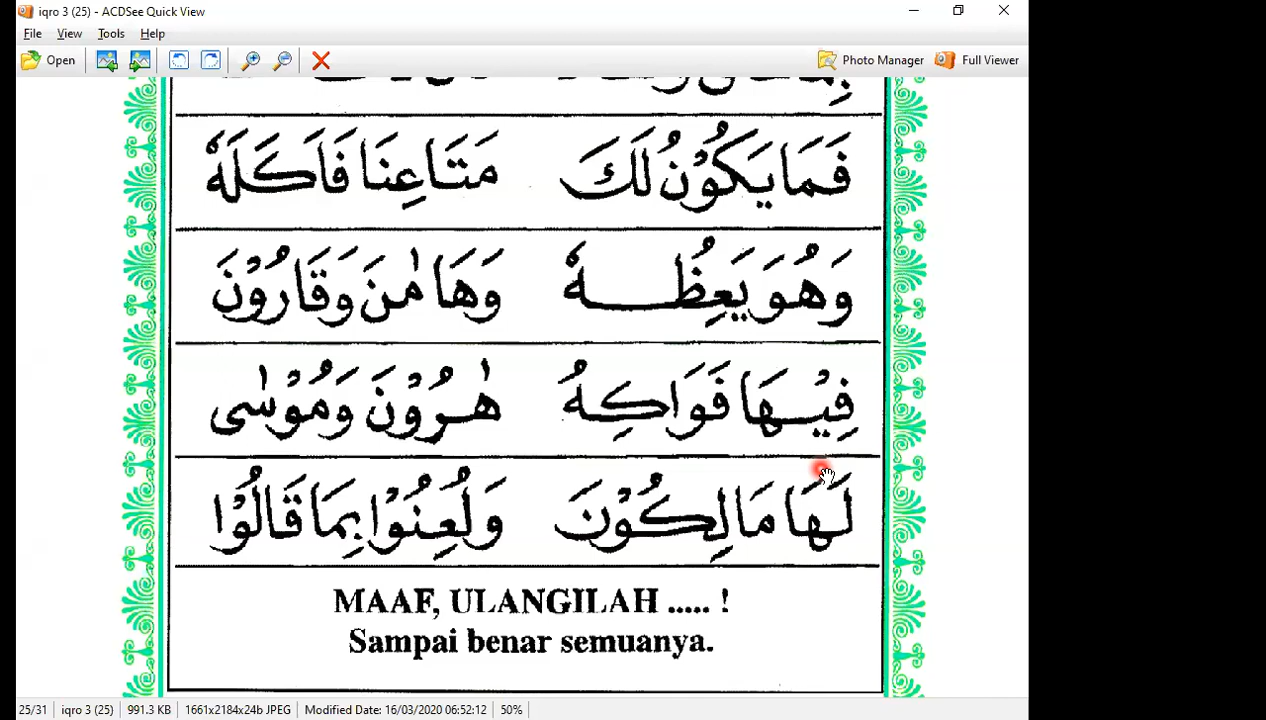 iqro 3 (25) - ACDSee Quick View
File View Tools Help
Open Photo Manager Full Viewer
فَمَا يَكُوْنُ لَكَ مَتَاعِنَا فَاَكَلَهٗ
وَهُوَ يَعِظُهٗ وَهَامٰنَ وَقَارُوْنَ
فِيْهَا فَوَاكِهُ هٰرُوْنَ وَمُوْسٰى
لَهَا مَالِكُوْنَ وَلُعِنُوْا بِمَا قَالُوْا
MAAF, ULANGILAH ..... !
Sampai benar semuanya.
25/31 iqro 3 (25) 991.3 KB 1661x2184x24b JPEG Modified Date: 16/03/2020 06:52:12 50%